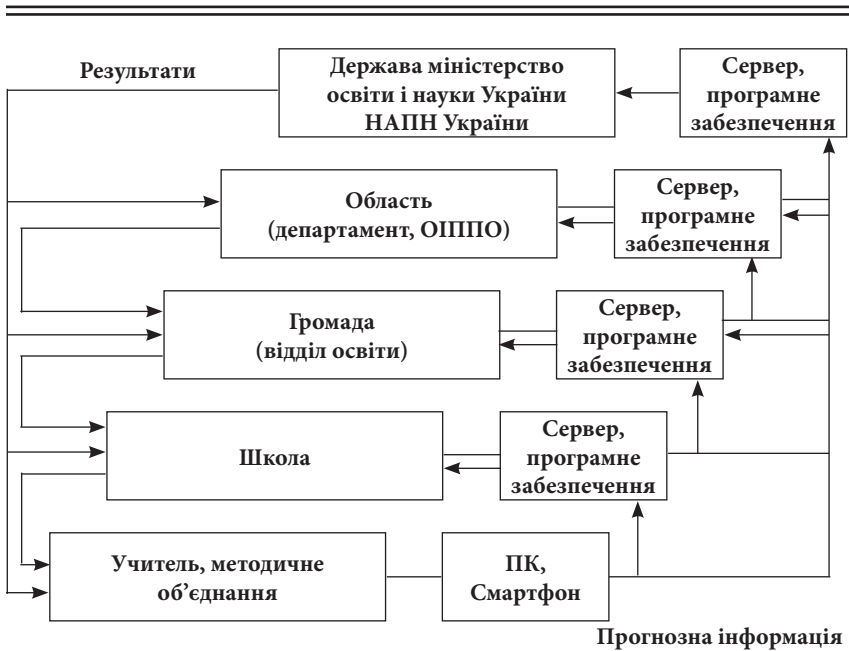 Результати
Держава міністерство
освіти і науки України
НАПН України
Сервер,
програмне
забезпечення
Область
(департамент, ОІППО)
Сервер,
програмне
забезпечення
Громада
(відділ освіти)
Сервер,
програмне
забезпечення
Школа
Сервер,
програмне
забезпечення
Учитель, методичне
об’єднання
ПК,
Смартфон
Прогнозна інформація